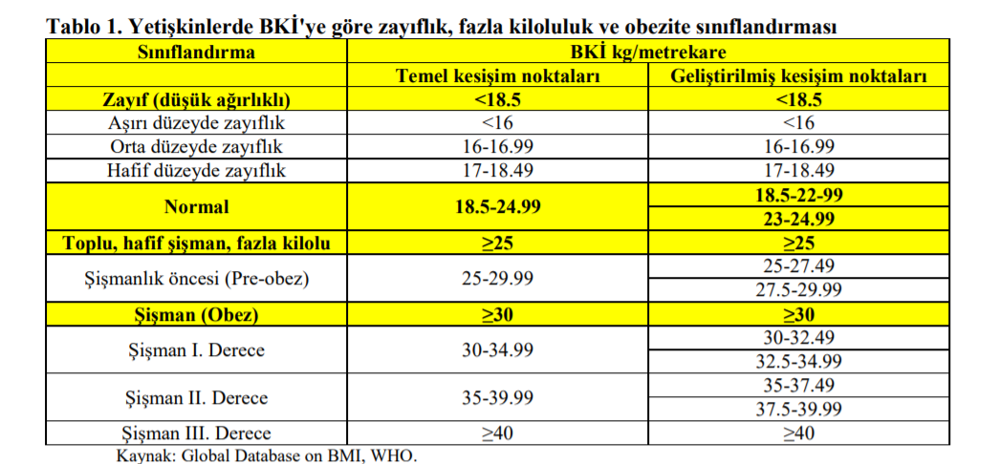 Tablo 1. Yetişkinlerde BKİ'ye göre zayıflık, fazla kiloluluk ve obezite sınıflandırması
Sınıflandırma BKİ kg/metrekare
Temel kesişim noktaları Geliştirilmiş kesişim noktaları
Zayıf (düşük ağırlıklı) <18.5 <18.5
Aşırı düzeyde zayıflık <16 <16
Orta düzeyde zayıflık 16-16.99 16-16.99
Hafif düzeyde zayıflık 17-18.49 17-18.49
Normal 18.5-24.99 18.5-22-99
23-24.99
Toplu, hafif şişman, fazla kilolu ≥25 ≥25
Şişmanlık öncesi (Pre-obez) 25-29.99 25-27.49
27.5-29.99
Şişman (Obez) ≥30 ≥30
Şişman I. Derece 30-34.99 30-32.49
32.5-34.99
Şişman II. Derece 35-39.99 35-37.49
37.5-39.99
Şişman III. Derece ≥40 ≥40
Kaynak: Global Database on BMI, WHO.